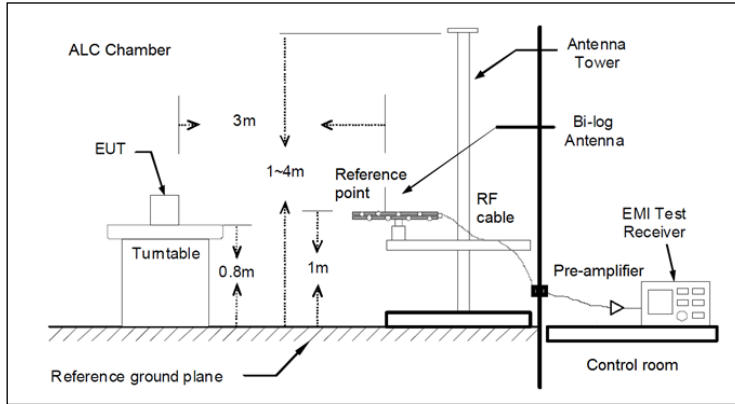 ALC Chamber
Antenna
Tower
3m
Bi-log
Antenna
EUT
1~4m
Reference
point
RF
cable
EMI Test
Receiver
Turntable
0.8m
1m
Pre-amplifier
Control room
Reference ground plane